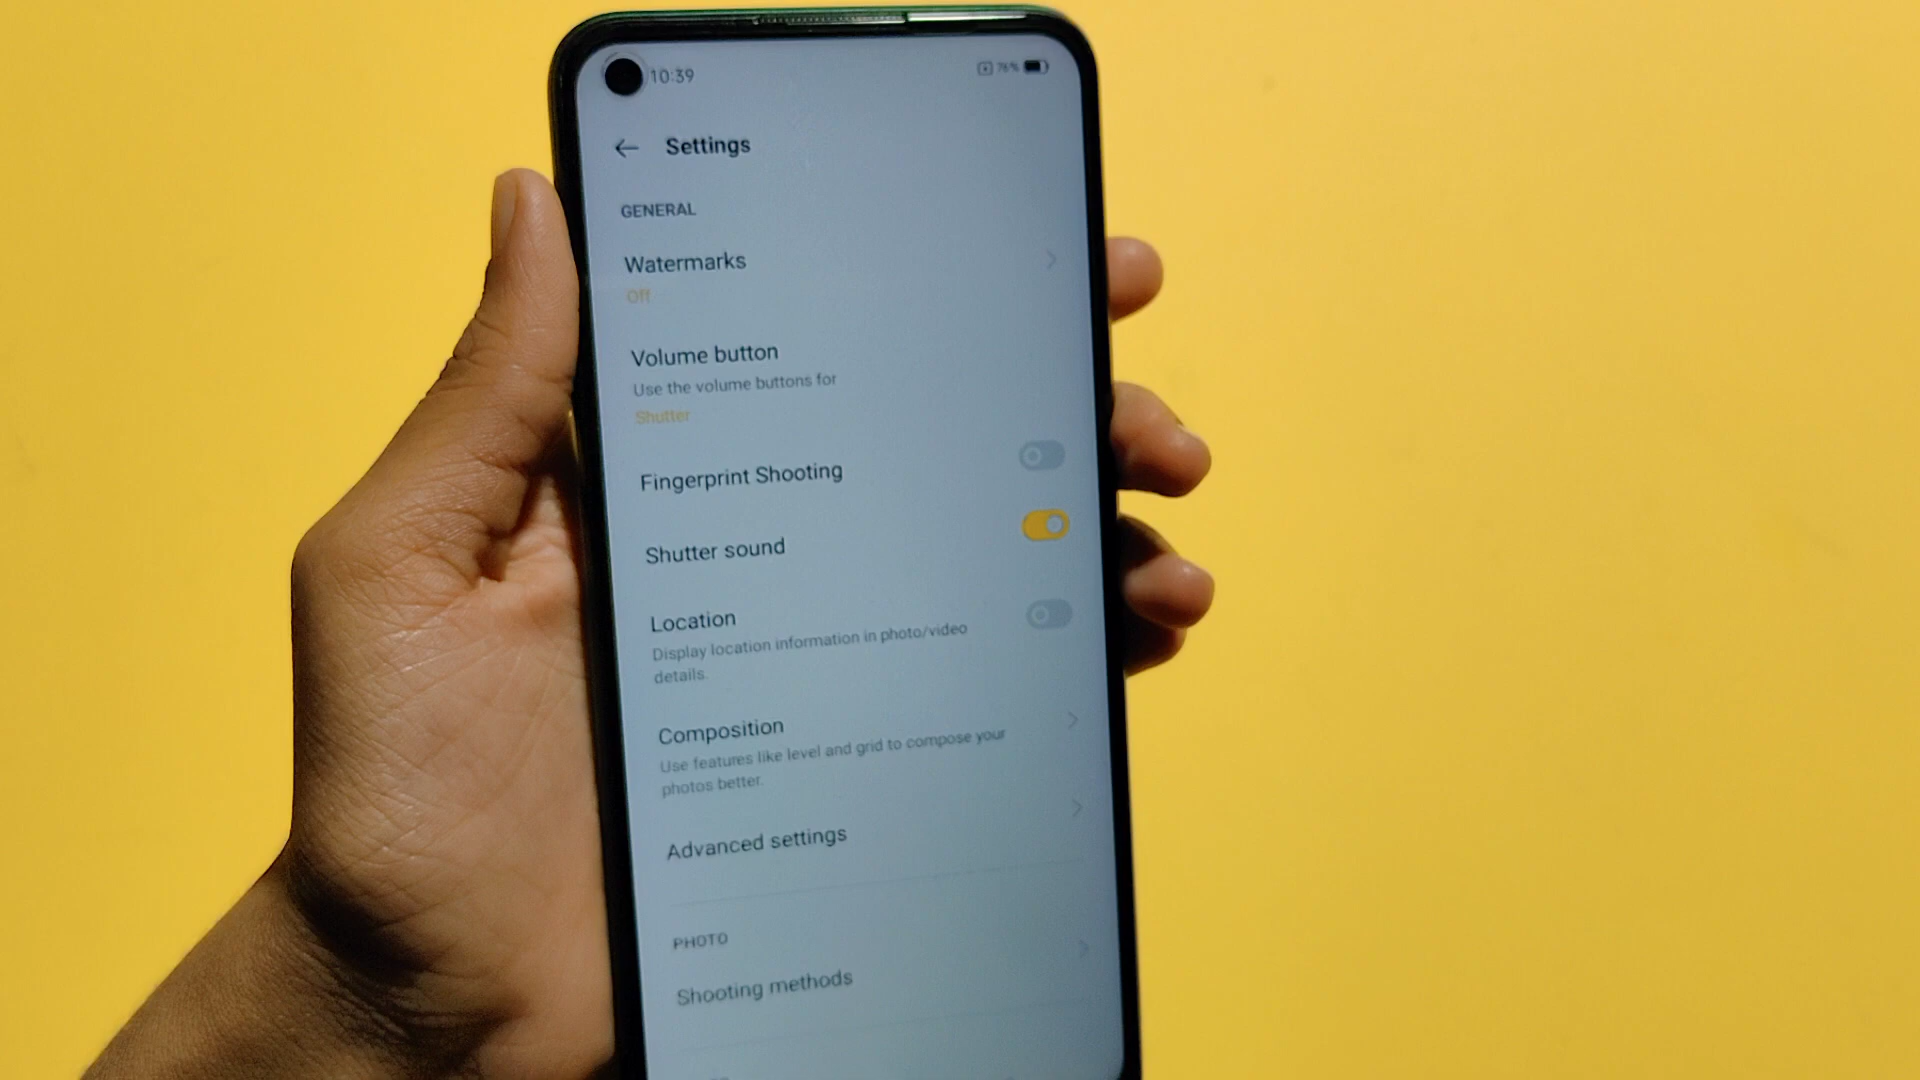 10:39
76%
Settings
GENERAL
Watermarks
Off
Volume button
Use the volume buttons for
Shutter
Fingerprint Shooting
Shutter sound
Location
Display location information in photo/video
details.
Composition
Use features like level and grid to compose your
photos better.
Advanced settings
PHOTO
Shooting methods